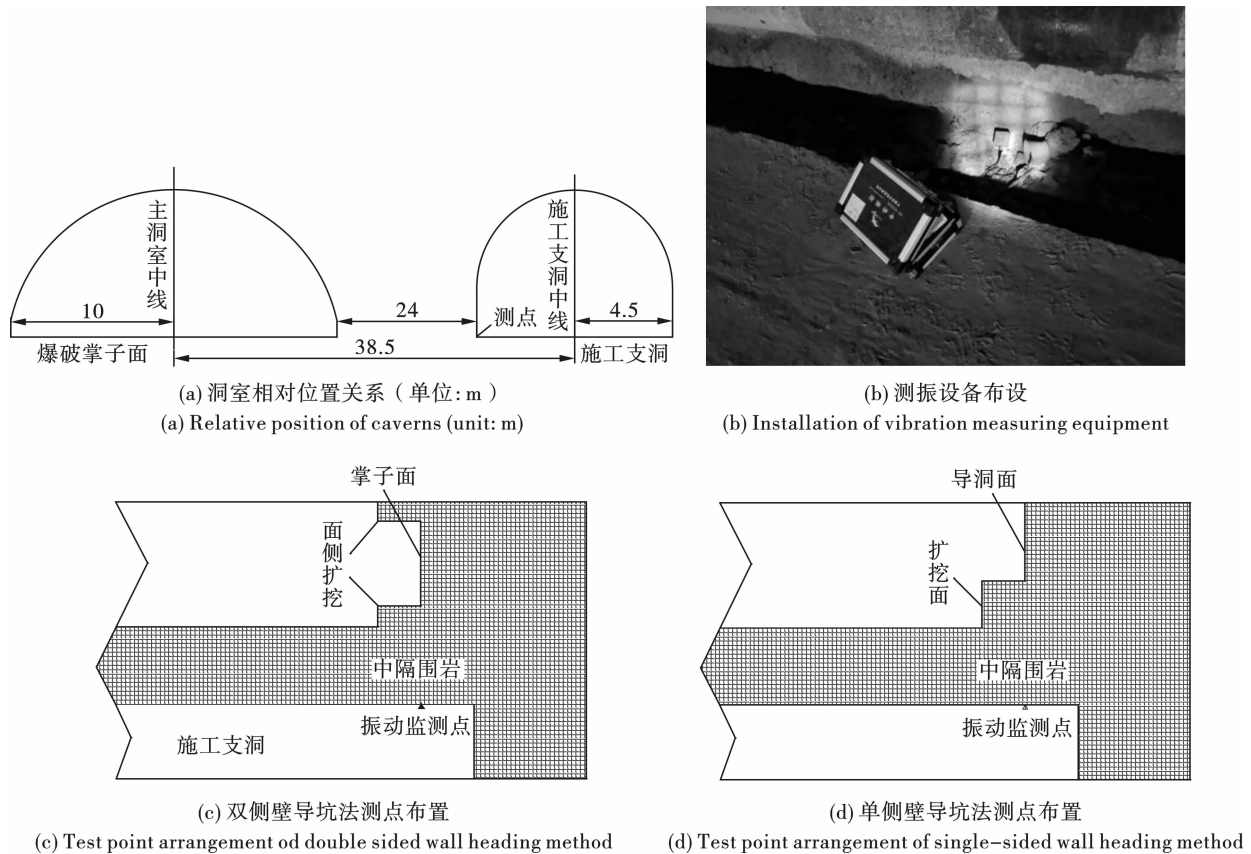 主洞室中线
施工支洞中线
10
24
测点
4.5
38.5
爆破掌子面
施工支洞
(a) 洞室相对位置关系（单位: m）
(a) Relative position of caverns (unit: m)
(b) 测振设备布设
(b) Installation of vibration measuring equipment
掌子面
面侧扩挖
中隔围岩
振动监测点
施工支洞
(c) 双侧壁导坑法测点布置
(c) Test point arrangement od double sided wall heading method
导洞面
扩挖面
中隔围岩
振动监测点
(d) 单侧壁导坑法测点布置
(d) Test point arrangement of single-sided wall heading method